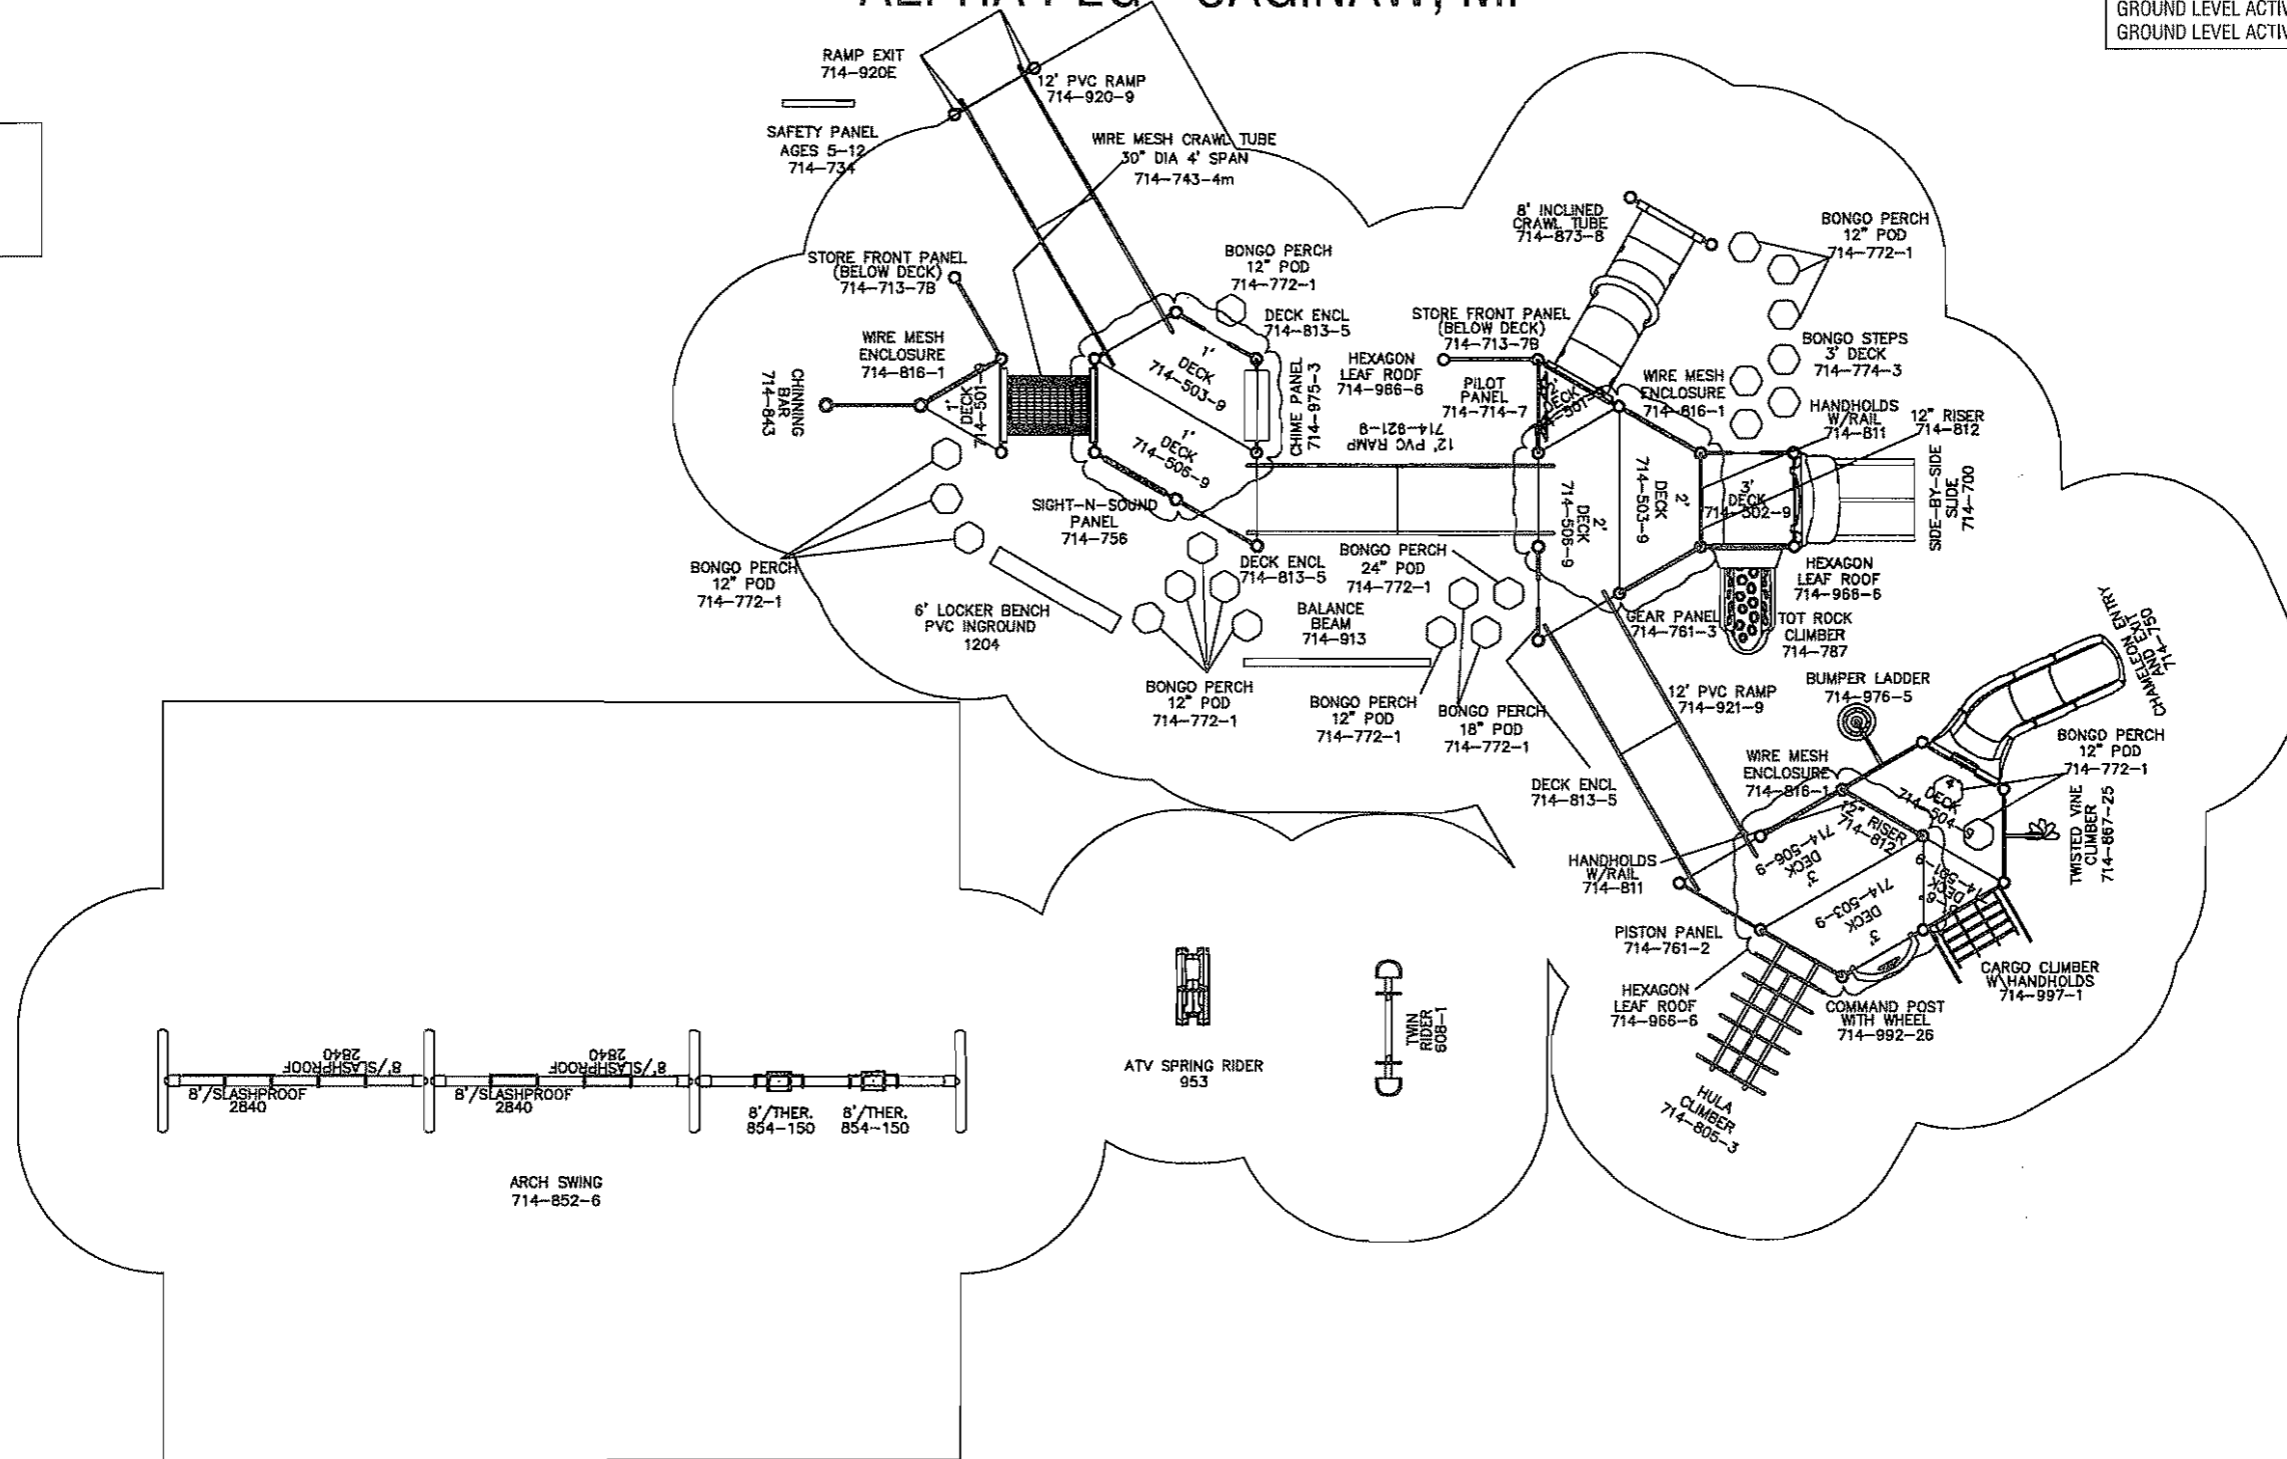 GROUND LEVEL ACTIV
GROUND LEVEL ACTIV
RAMP EXIT
714-920E
12' PVC RAMP
714-920-9
SAFETY PANEL
AGES 5-12
714-734
WIRE MESH CRAWL TUBE
30" DIA 4' SPAN
714-743-4m
STORE FRONT PANEL
(BELOW DECK)
714-713-7B
WIRE MESH
ENCLOSURE
714-816-1
CHINNING
BAR
714-843
1'
DECK
714-501-
BONGO PERCH
12" POD
714-772-1
DECK ENCL
714-813-5
1'
DECK
714-503-9
CHIME PANEL
714-975-3
1'
DECK
714-506-9
SIGHT-N-SOUND
PANEL
714-756
DECK ENCL
714-813-5
BONGO PERCH
12" POD
714-772-1
6' LOCKER BENCH
PVC INGROUND
1204
BONGO PERCH
12" POD
714-772-1
BALANCE
BEAM
714-913
BONGO PERCH
24" POD
714-772-1
BONGO PERCH
12" POD
714-772-1
BONGO PERCH
18" POD
714-772-1
12' PVC RAMP
714-921-9
8' INCLINED
CRAWL TUBE
714-873-8
BONGO PERCH
12" POD
714-772-1
STORE FRONT PANEL
(BELOW DECK)
714-713-7B
HEXAGON
LEAF ROOF
714-966-6
PILOT
PANEL
714-714-7
DECK
WIRE MESH
ENCLOSURE
714-816-1
BONGO STEPS
3' DECK
714-774-3
HANDHOLDS
W/RAIL
714-811
12" RISER
714-812
2'
DECK
714-506-9
2'
DECK
714-503-9
3'
DECK
714-502-9
SIDE-BY-SIDE
SLIDE
714-700
HEXAGON
LEAF ROOF
714-966-6
GEAR PANEL
714-761-3
TOT ROCK
CLIMBER
714-787
12' PVC RAMP
714-921-9
DECK ENCL
714-813-5
BUMPER LADDER
714-976-5
CHAMELEON ENTRY
AND EXIT
714-750
BONGO PERCH
12" POD
714-772-1
WIRE MESH
ENCLOSURE
714-816-1
4'
DECK
714-504-9
12" RISER
714-812
TWISTED VINE
CLIMBER
714-867-25
HANDHOLDS
W/RAIL
714-811
3'
DECK
714-506-9
3'
DECK
714-503-9
DECK
PISTON PANEL
714-761-2
HEXAGON
LEAF ROOF
714-966-6
COMMAND POST
WITH WHEEL
714-992-26
CARGO CLIMBER
W\HANDHOLDS
714-997-1
HULA
CLIMBER
714-805-3
ATV SPRING RIDER
953
TWIN
RIDER
608-1
8'/SLASHPROOF
2840
8'/SLASHPROOF
2840
8'/SLASHPROOF
2840
8'/SLASHPROOF
2840
8'/THER.
854-150
8'/THER.
854-150
ARCH SWING
714-852-6